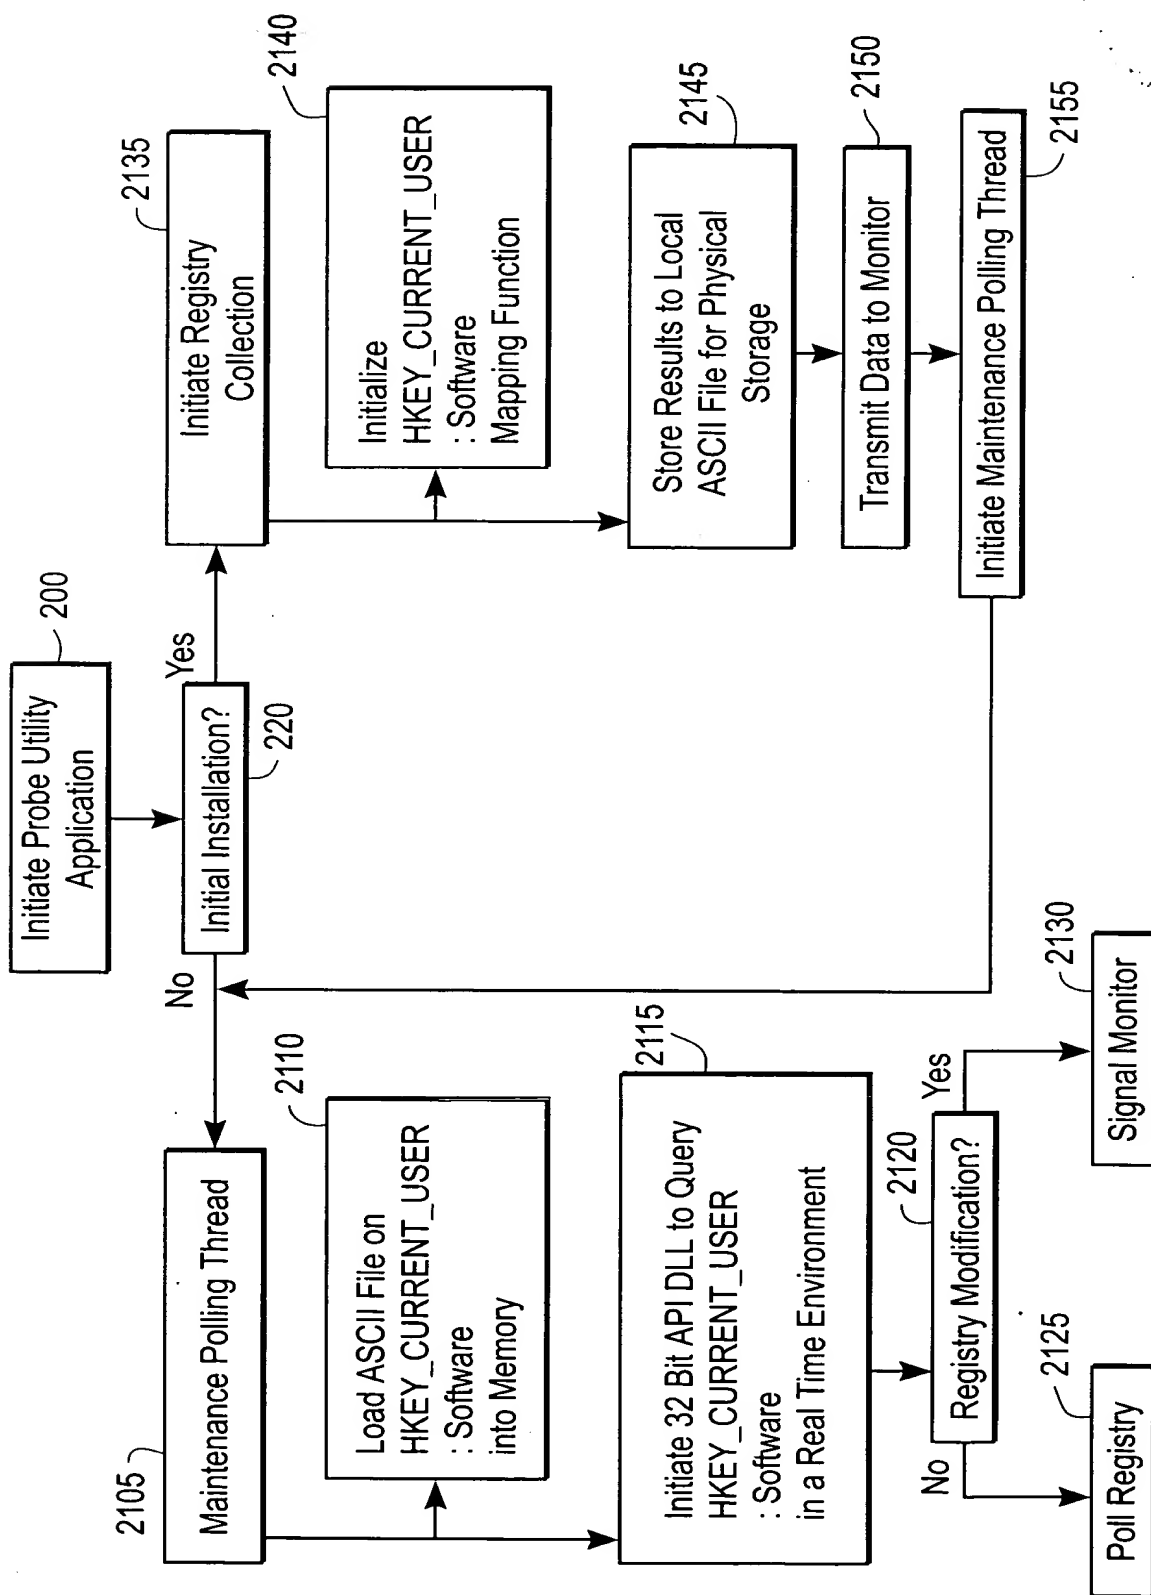 200
Initiate Probe Utility
Application
220
Initial Installation?
No
Yes
2105
Maintenance Polling Thread
2110
Load ASCII File on
HKEY_CURRENT_USER
: Software
into Memory
2115
Initiate 32 Bit API DLL to Query
HKEY_CURRENT_USER
: Software
in a Real Time Environment
2120
Registry Modification?
No
Yes
2125
Poll Registry
2130
Signal Monitor
2135
Initiate Registry
Collection
2140
Initialize
HKEY_CURRENT_USER
: Software
Mapping Function
2145
Store Results to Local
ASCII File for Physical
Storage
2150
Transmit Data to Monitor
2155
Initiate Maintenance Polling Thread